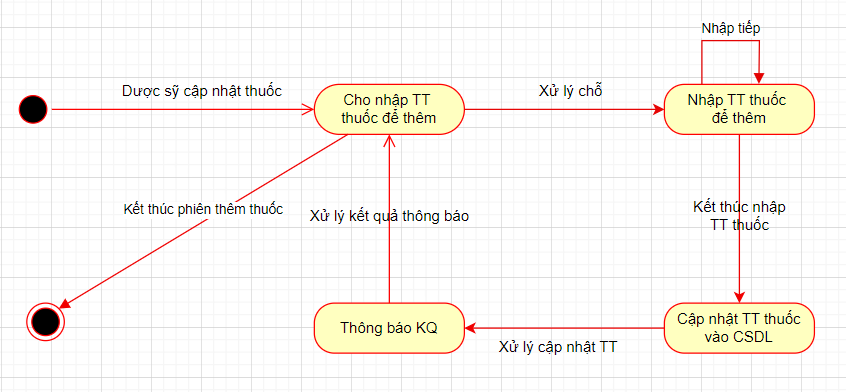 Nhập tiếp
Dược sỹ cập nhật thuốc
Cho nhập TT
thuốc để thêm
Xử lý chỗ
Nhập TT thuốc
để thêm
Kết thúc phiên thêm thuốc
Xử lý kết quả thông báo
Kết thúc nhập
TT thuốc
Thông báo KQ
Xử lý cập nhật TT
Cập nhật TT thuốc
vào CSDL